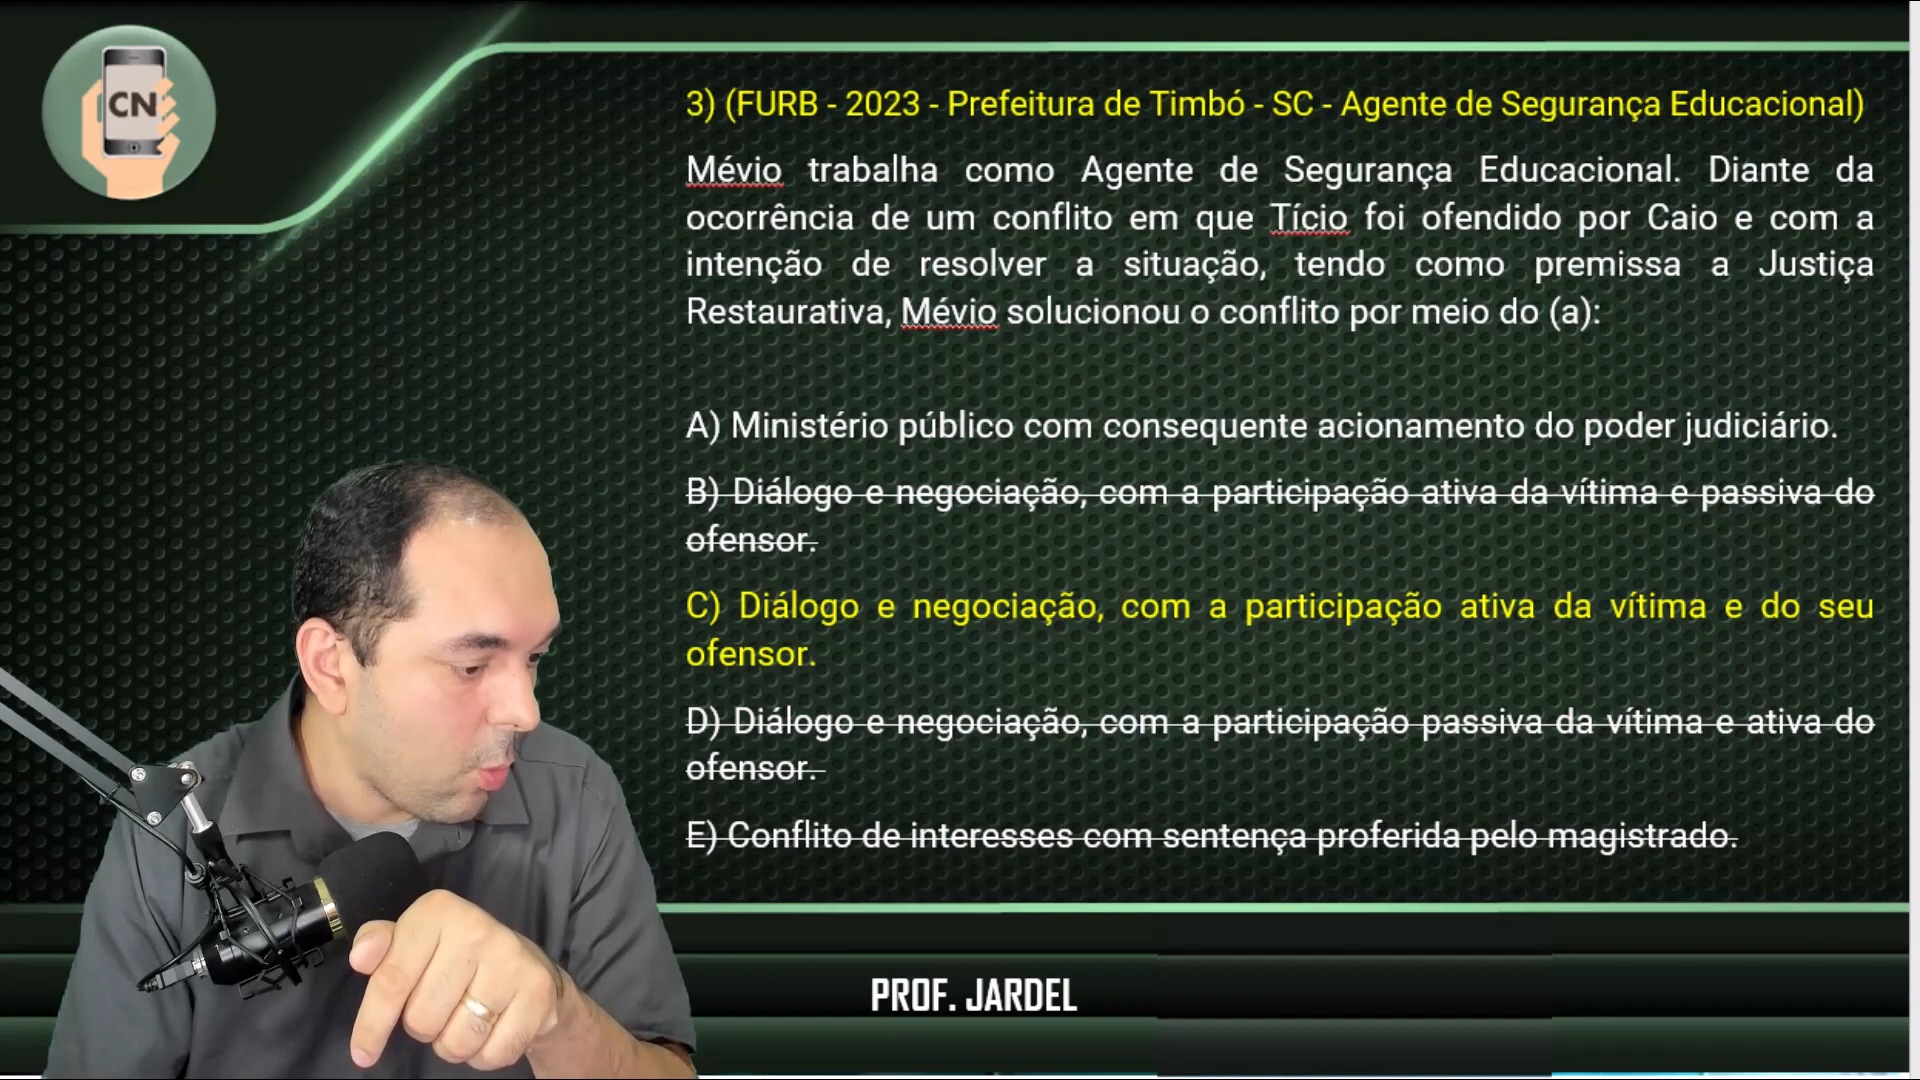 CN
3) (FURB - 2023 - Prefeitura de Timbó - SC - Agente de Segurança Educacional)
Mévio trabalha como Agente de Segurança Educacional. Diante da
ocorrência de um conflito em que Tício foi ofendido por Caio e com a
intenção de resolver a situação, tendo como premissa a Justiça
Restaurativa, Mévio solucionou o conflito por meio do (a):
A) Ministério público com consequente acionamento do poder judiciário.
B) Diálogo e negociação, com a participação ativa da vítima e passiva do
ofensor.
C) Diálogo e negociação, com a participação ativa da vítima e do seu
ofensor.
D) Diálogo e negociação, com a participação passiva da vítima e ativa do
ofensor.
E) Conflito de interesses com sentença proferida pelo magistrado.
PROF. JARDEL